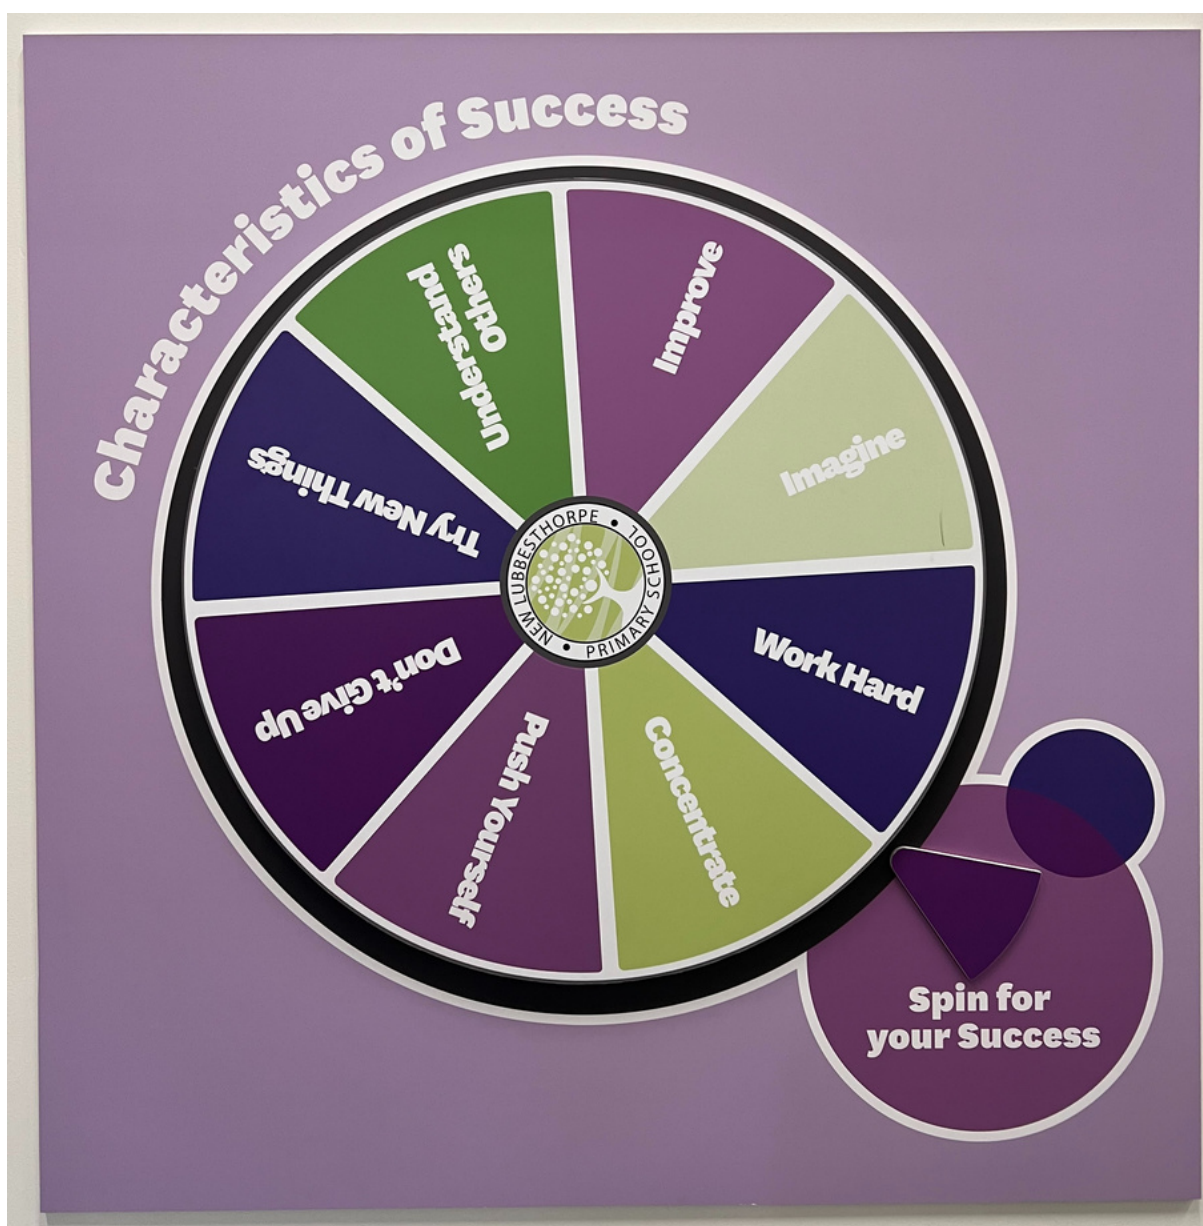 Characteristics of Success
Improve
Imagine
Work Hard
Concentrate
Push Yourself
Don't Give Up
Try New Things
Understand
Others
NEW LUBBESTHORPE • PRIMARY SCHOOL •
Spin for
your Success